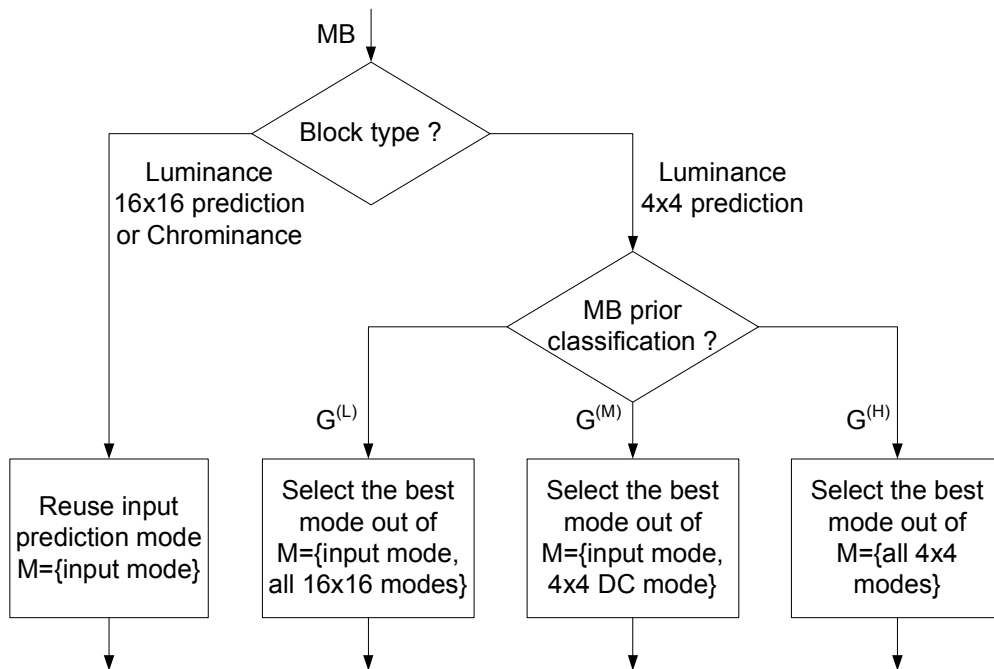 MB
Block type ?
Luminance
16x16 prediction
or Chrominance
Luminance
4x4 prediction
MB prior
classification ?
G(L)
G(M)
G(H)
Reuse input
prediction mode
M={input mode}
Select the best
mode out of
M={input mode,
all 16x16 modes}
Select the best
mode out of
M={input mode,
4x4 DC mode}
Select the best
mode out of
M={all 4x4
modes}